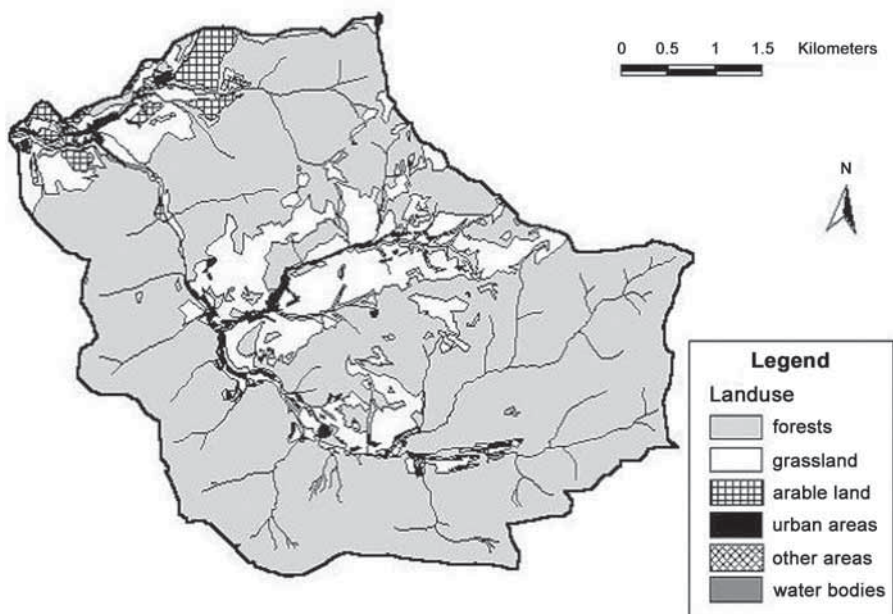 0 0.5 1 1.5 Kilometers
N
Legend
Landuse
forests
grassland
arable land
urban areas
other areas
water bodies